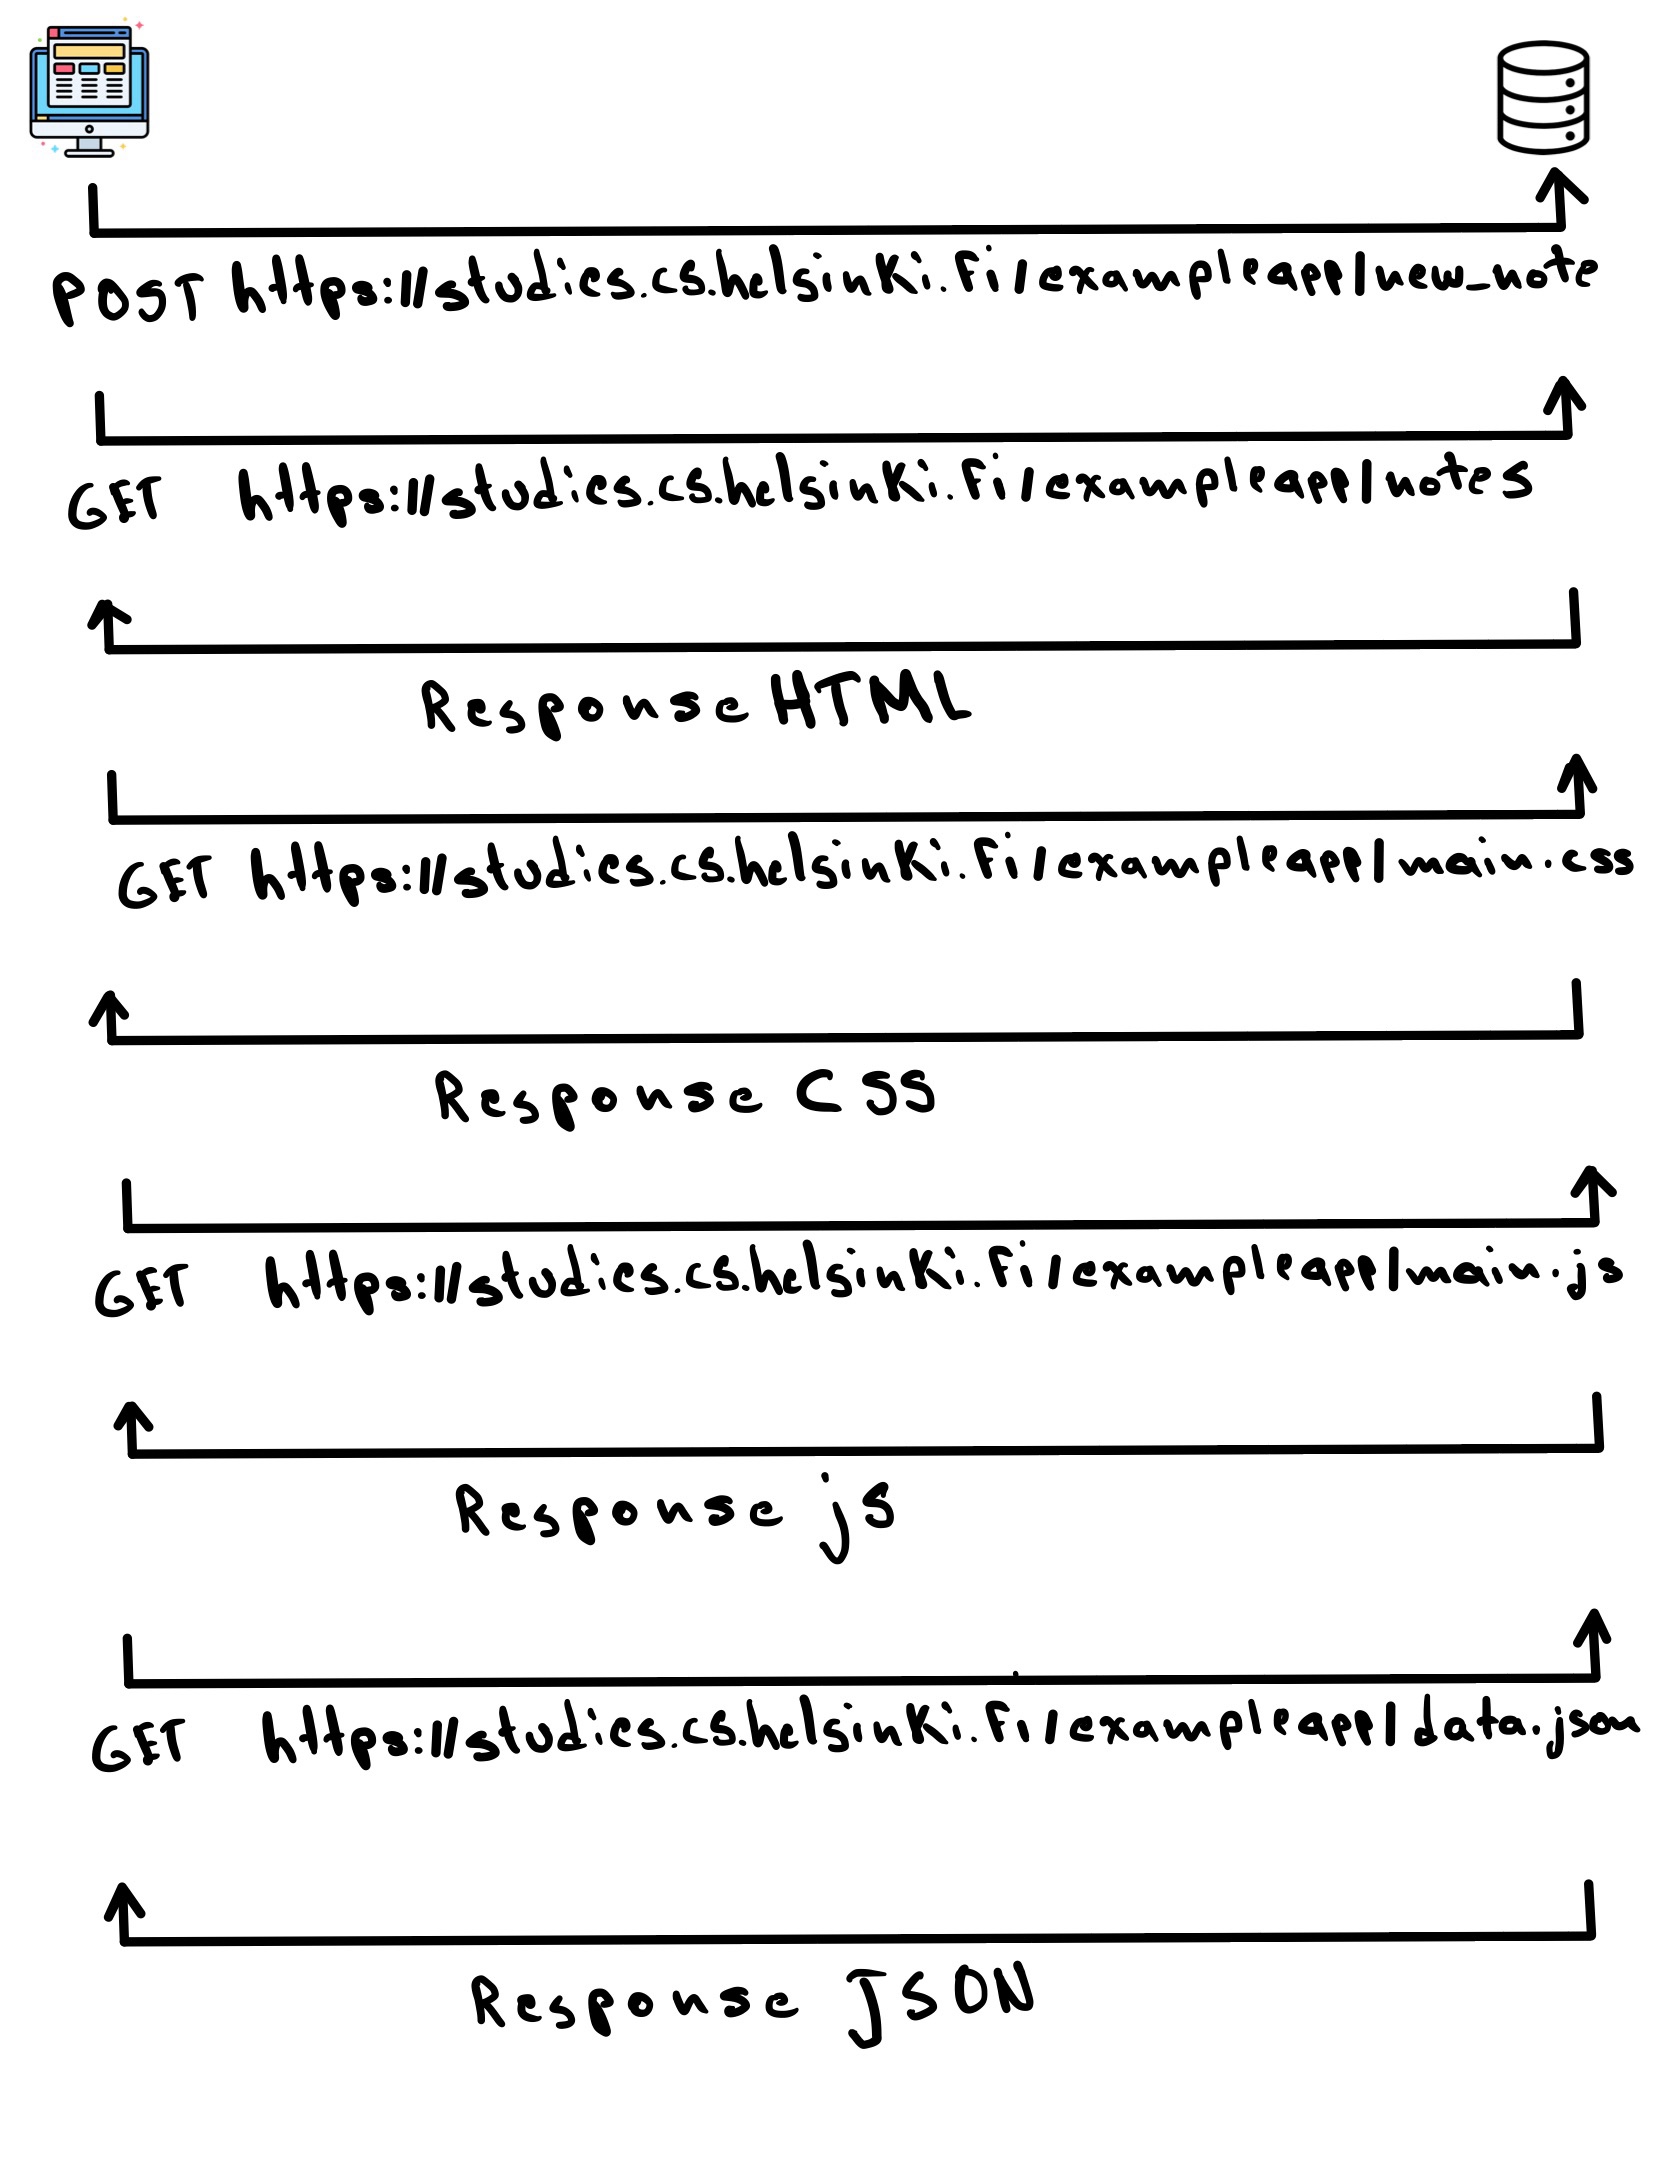 POST https://studies.cs.helsinki.fi/exampleapp/new_note
GET https://studies.cs.helsinki.fi/exampleapp/notes
Response HTML
GET https://studies.cs.helsinki.fi/exampleapp/main.css
Response CSS
GET https://studies.cs.helsinki.fi/exampleapp/main.js
Response js
GET https://studies.cs.helsinki.fi/exampleapp/data.json
Response JSON